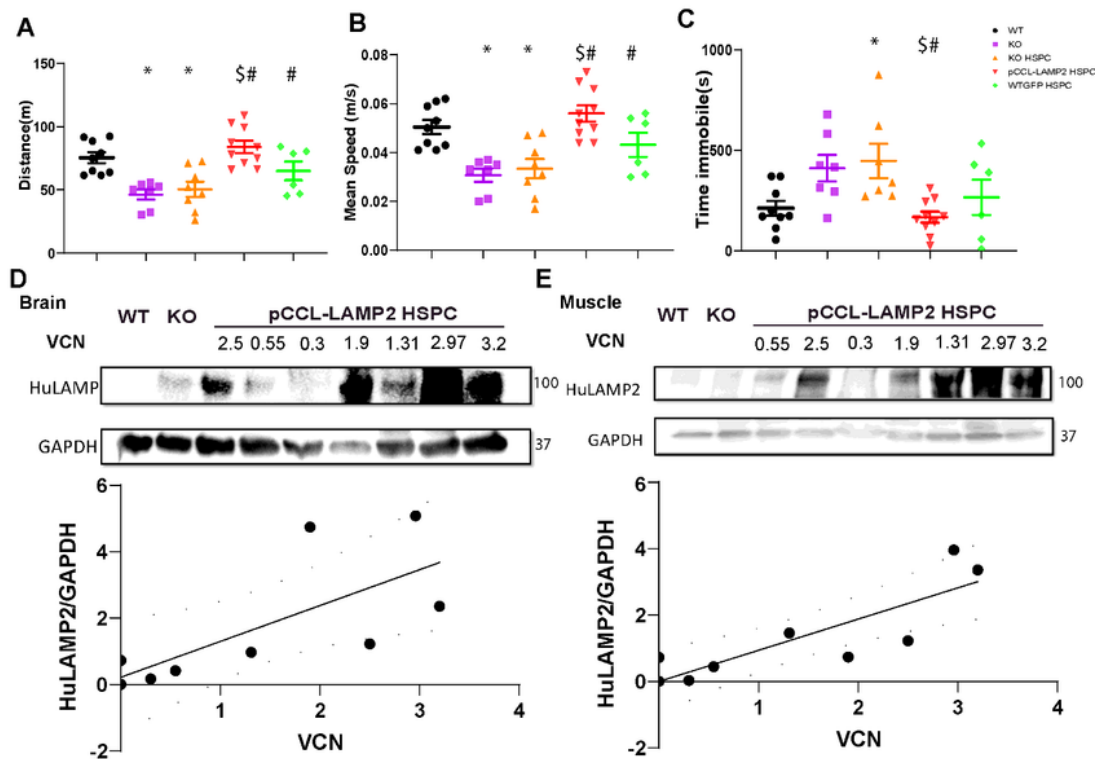 A
150
100
50
0
Distance(m)
* * $# #
B
0.08
0.06
0.04
0.02
0.00
Mean Speed (m/s)
* * $# #
C
1000
500
0
Time immobile(s)
* $#
WT
KO
KO HSPC
pCCL-LAMP2 HSPC
WTGFP HSPC
D
Brain
WT KO pCCL-LAMP2 HSPC
VCN 2.5 0.55 0.3 1.9 1.31 2.97 3.2
HuLAMP 100
GAPDH 37
6
4
2
0
-2
HuLAMP2/GAPDH
1 2 3 4
VCN
E
Muscle
WT KO pCCL-LAMP2 HSPC
VCN 0.55 2.5 0.3 1.9 1.31 2.97 3.2
HuLAMP2 100
GAPDH 37
6
4
2
0
-2
HuLAMP2/GAPDH
1 2 3 4
VCN